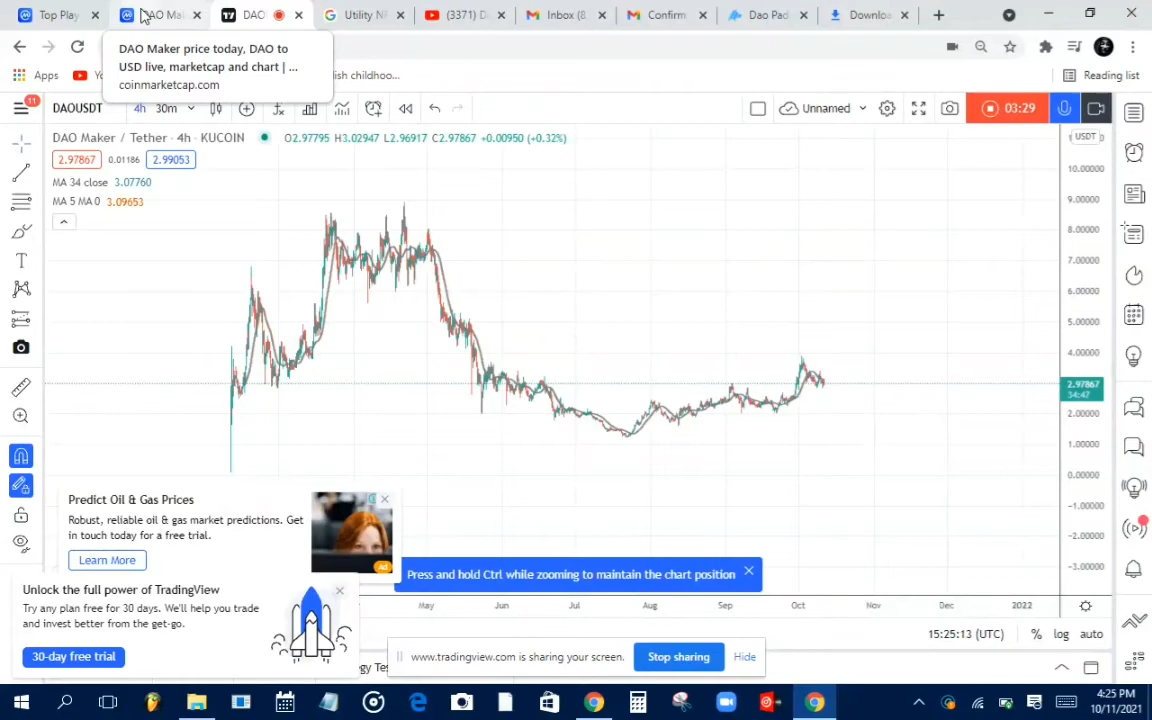 Top Play
DAO Ma
DAO
Utility N
(3371) D
Inbox (8
Confirm
Dao Pad
Downlo
DAO Maker price today, DAO to
USD live, marketcap and chart | ...
coinmarketcap.com
Apps
ish childhoo...
Reading list
11
DAOUSDT
4h
30m
Unnamed
03:29
DAO Maker / Tether · 4h · KUCOIN
O2.97795 H3.02947 L2.96917 C2.97867 +0.00950 (+0.32%)
USDT
2.97867
0.01186
2.99053
MA 34 close 3.07760
MA 5 MA 0 3.09653
10.00000
9.00000
8.00000
7.00000
6.00000
5.00000
4.00000
2.97867
34:47
2.00000
1.00000
0.00000
-1.00000
-2.00000
-3.00000
Predict Oil & Gas Prices
Robust, reliable oil & gas market predictions. Get
in touch today for a free trial.
Learn More
Ad
Press and hold Ctrl while zooming to maintain the chart position
Unlock the full power of TradingView
Try any plan free for 30 days. We'll help you trade
and invest better from the get-go.
30-day free trial
May
Jun
Jul
Aug
Sep
Oct
Nov
Dec
2022
15:25:13 (UTC)
%
log
auto
www.tradingview.com is sharing your screen.
Stop sharing
Hide
gy Tes
4:25 PM
10/11/2021